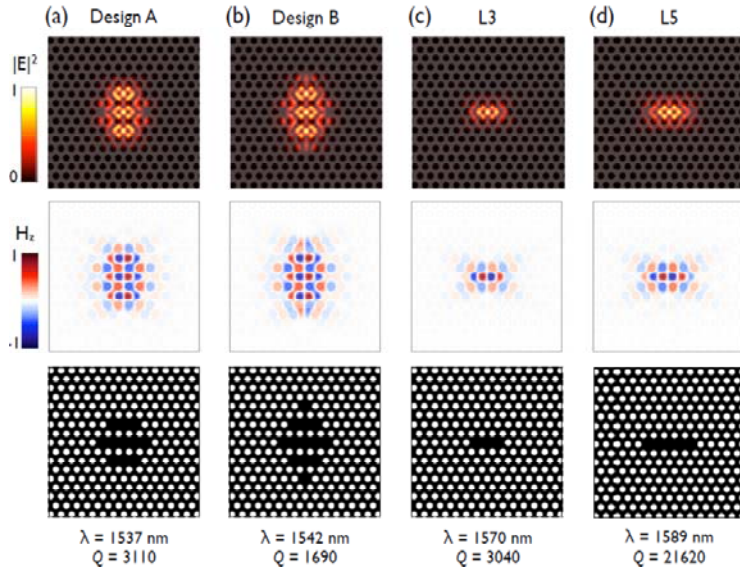 (a) Design A (b) Design B (c) L3 (d) L5
|E|²
1
0
H_z
1
-1
λ = 1537 nm λ = 1542 nm λ = 1570 nm λ = 1589 nm
Q = 3110 Q = 1690 Q = 3040 Q = 21620